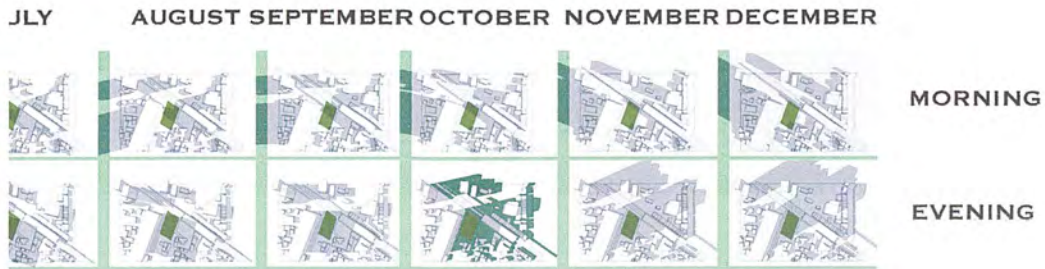 JLY AUGUST SEPTEMBER OCTOBER NOVEMBER DECEMBER
MORNING
EVENING